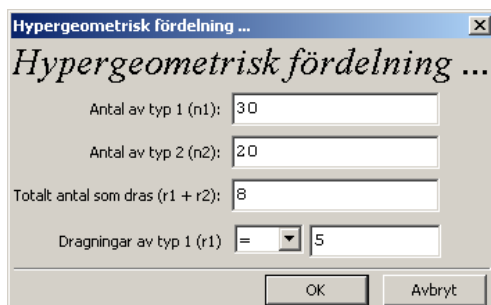 Hypergeometrisk fördelning ...
Hypergeometrisk fördelning ...
Antal av typ 1 (n1): 30
Antal av typ 2 (n2): 20
Totalt antal som dras (r1 + r2): 8
Dragningar av typ 1 (r1) = 5
OK Avbryt